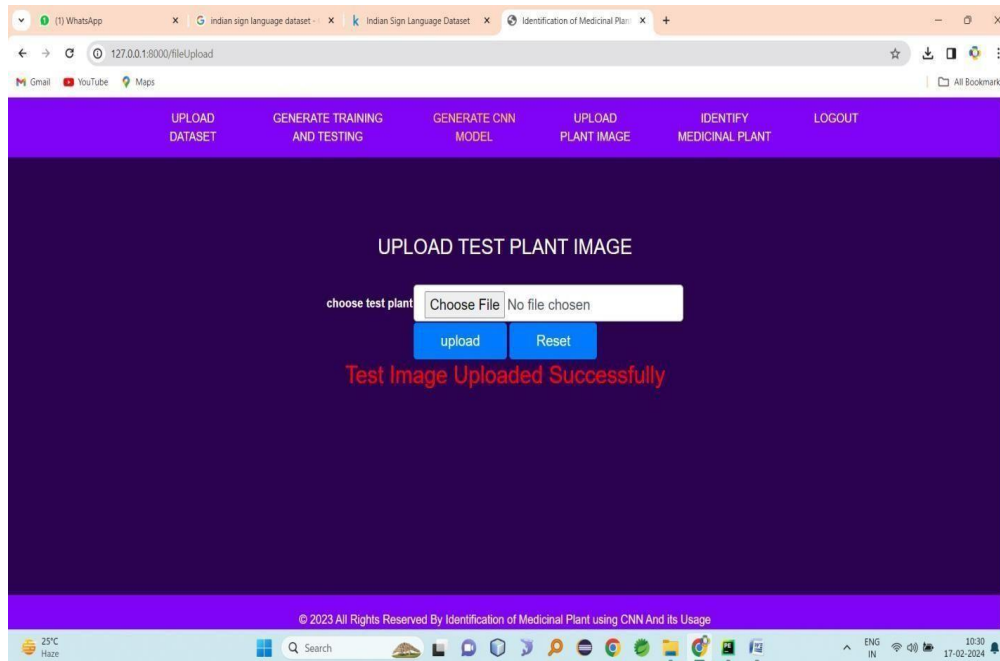 (1) WhatsApp
indian sign language dataset -
Indian Sign Language Dataset
Identification of Medicinal Plan
127.0.0.1:8000/fileUpload
Gmail
YouTube
Maps
All Bookmark
UPLOAD
DATASET
GENERATE TRAINING
AND TESTING
GENERATE CNN
MODEL
UPLOAD
PLANT IMAGE
IDENTIFY
MEDICINAL PLANT
LOGOUT
UPLOAD TEST PLANT IMAGE
choose test plant
Choose File No file chosen
upload
Reset
Test Image Uploaded Successfully
© 2023 All Rights Reserved By Identification of Medicinal Plant using CNN And its Usage
25°C
Haze
Search
ENG
IN
10:30
17-02-2024